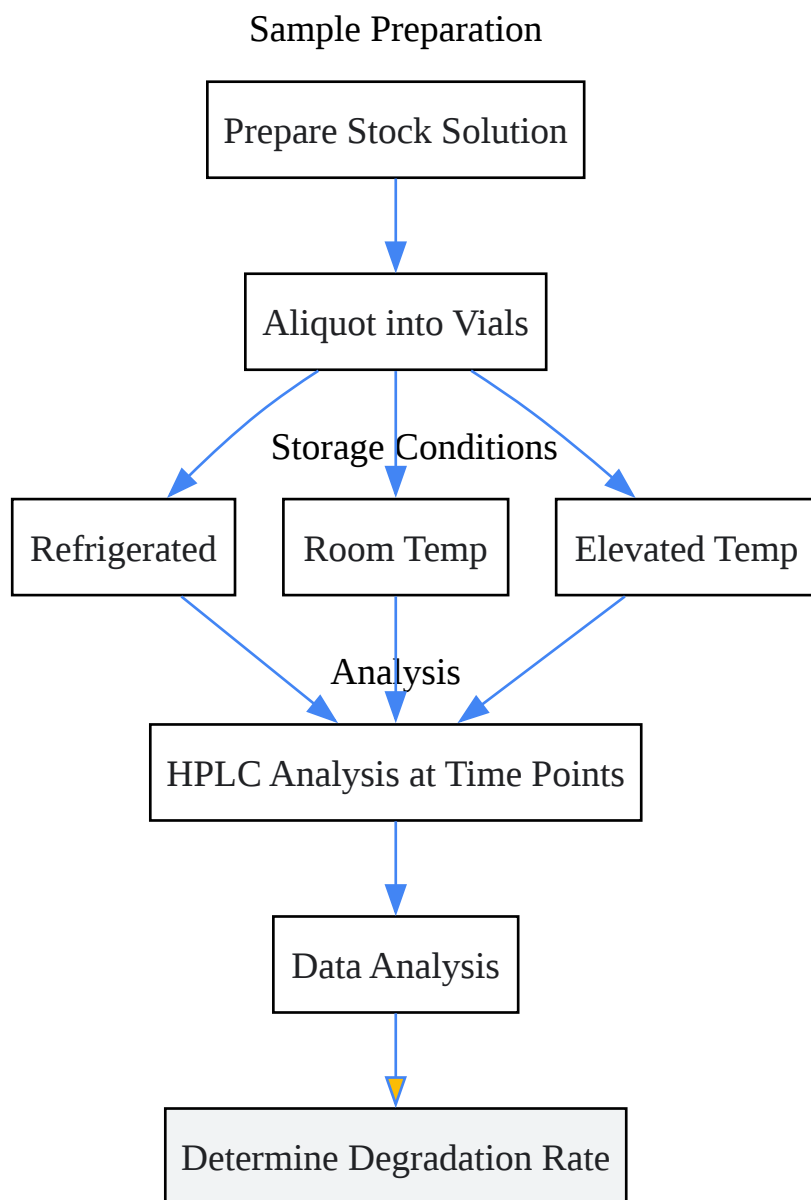 Sample Preparation
Prepare Stock Solution
Aliquot into Vials
Storage Conditions
Refrigerated
Room Temp
Elevated Temp
Analysis
HPLC Analysis at Time Points
Data Analysis
Determine Degradation Rate